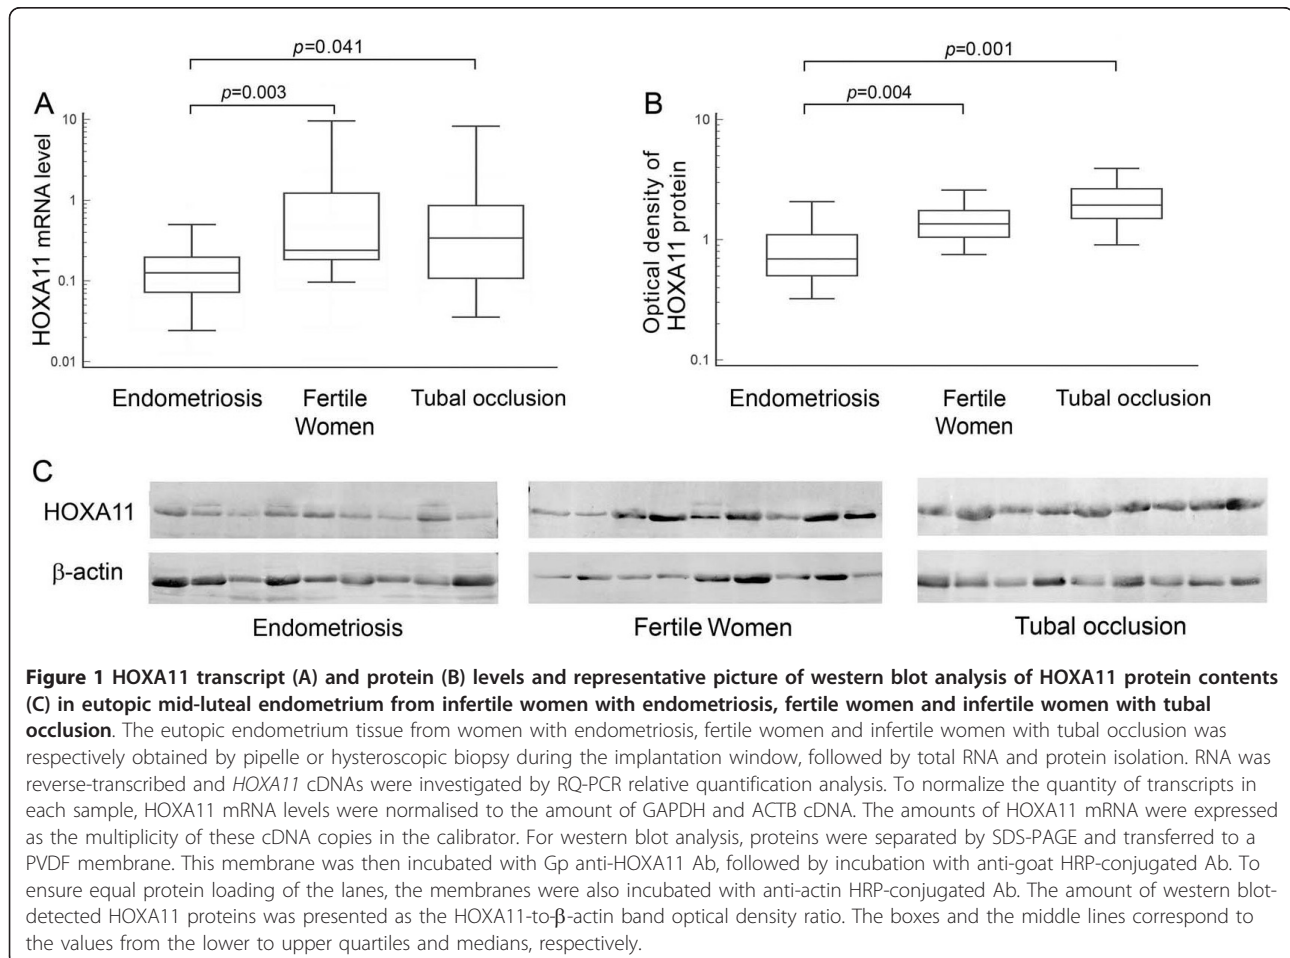 p=0.041
p=0.003
A
HOXA11 mRNA level
10
1
0.1
0.01
Endometriosis
Fertile
Women
Tubal occlusion
p=0.001
p=0.004
B
Optical density of
HOXA11 protein
10
1
0.1
Endometriosis
Fertile
Women
Tubal occlusion
C
HOXA11
β-actin
Endometriosis
Fertile Women
Tubal occlusion
Figure 1 HOXA11 transcript (A) and protein (B) levels and representative picture of western blot analysis of HOXA11 protein contents
(C) in eutopic mid-luteal endometrium from infertile women with endometriosis, fertile women and infertile women with tubal
occlusion. The eutopic endometrium tissue from women with endometriosis, fertile women and infertile women with tubal occlusion was
respectively obtained by pipelle or hysteroscopic biopsy during the implantation window, followed by total RNA and protein isolation. RNA was
reverse-transcribed and HOXA11 cDNAs were investigated by RQ-PCR relative quantification analysis. To normalize the quantity of transcripts in
each sample, HOXA11 mRNA levels were normalised to the amount of GAPDH and ACTB cDNA. The amounts of HOXA11 mRNA were expressed
as the multiplicity of these cDNA copies in the calibrator. For western blot analysis, proteins were separated by SDS-PAGE and transferred to a
PVDF membrane. This membrane was then incubated with Gp anti-HOXA11 Ab, followed by incubation with anti-goat HRP-conjugated Ab. To
ensure equal protein loading of the lanes, the membranes were also incubated with anti-actin HRP-conjugated Ab. The amount of western blot-
detected HOXA11 proteins was presented as the HOXA11-to-β-actin band optical density ratio. The boxes and the middle lines correspond to
the values from the lower to upper quartiles and medians, respectively.